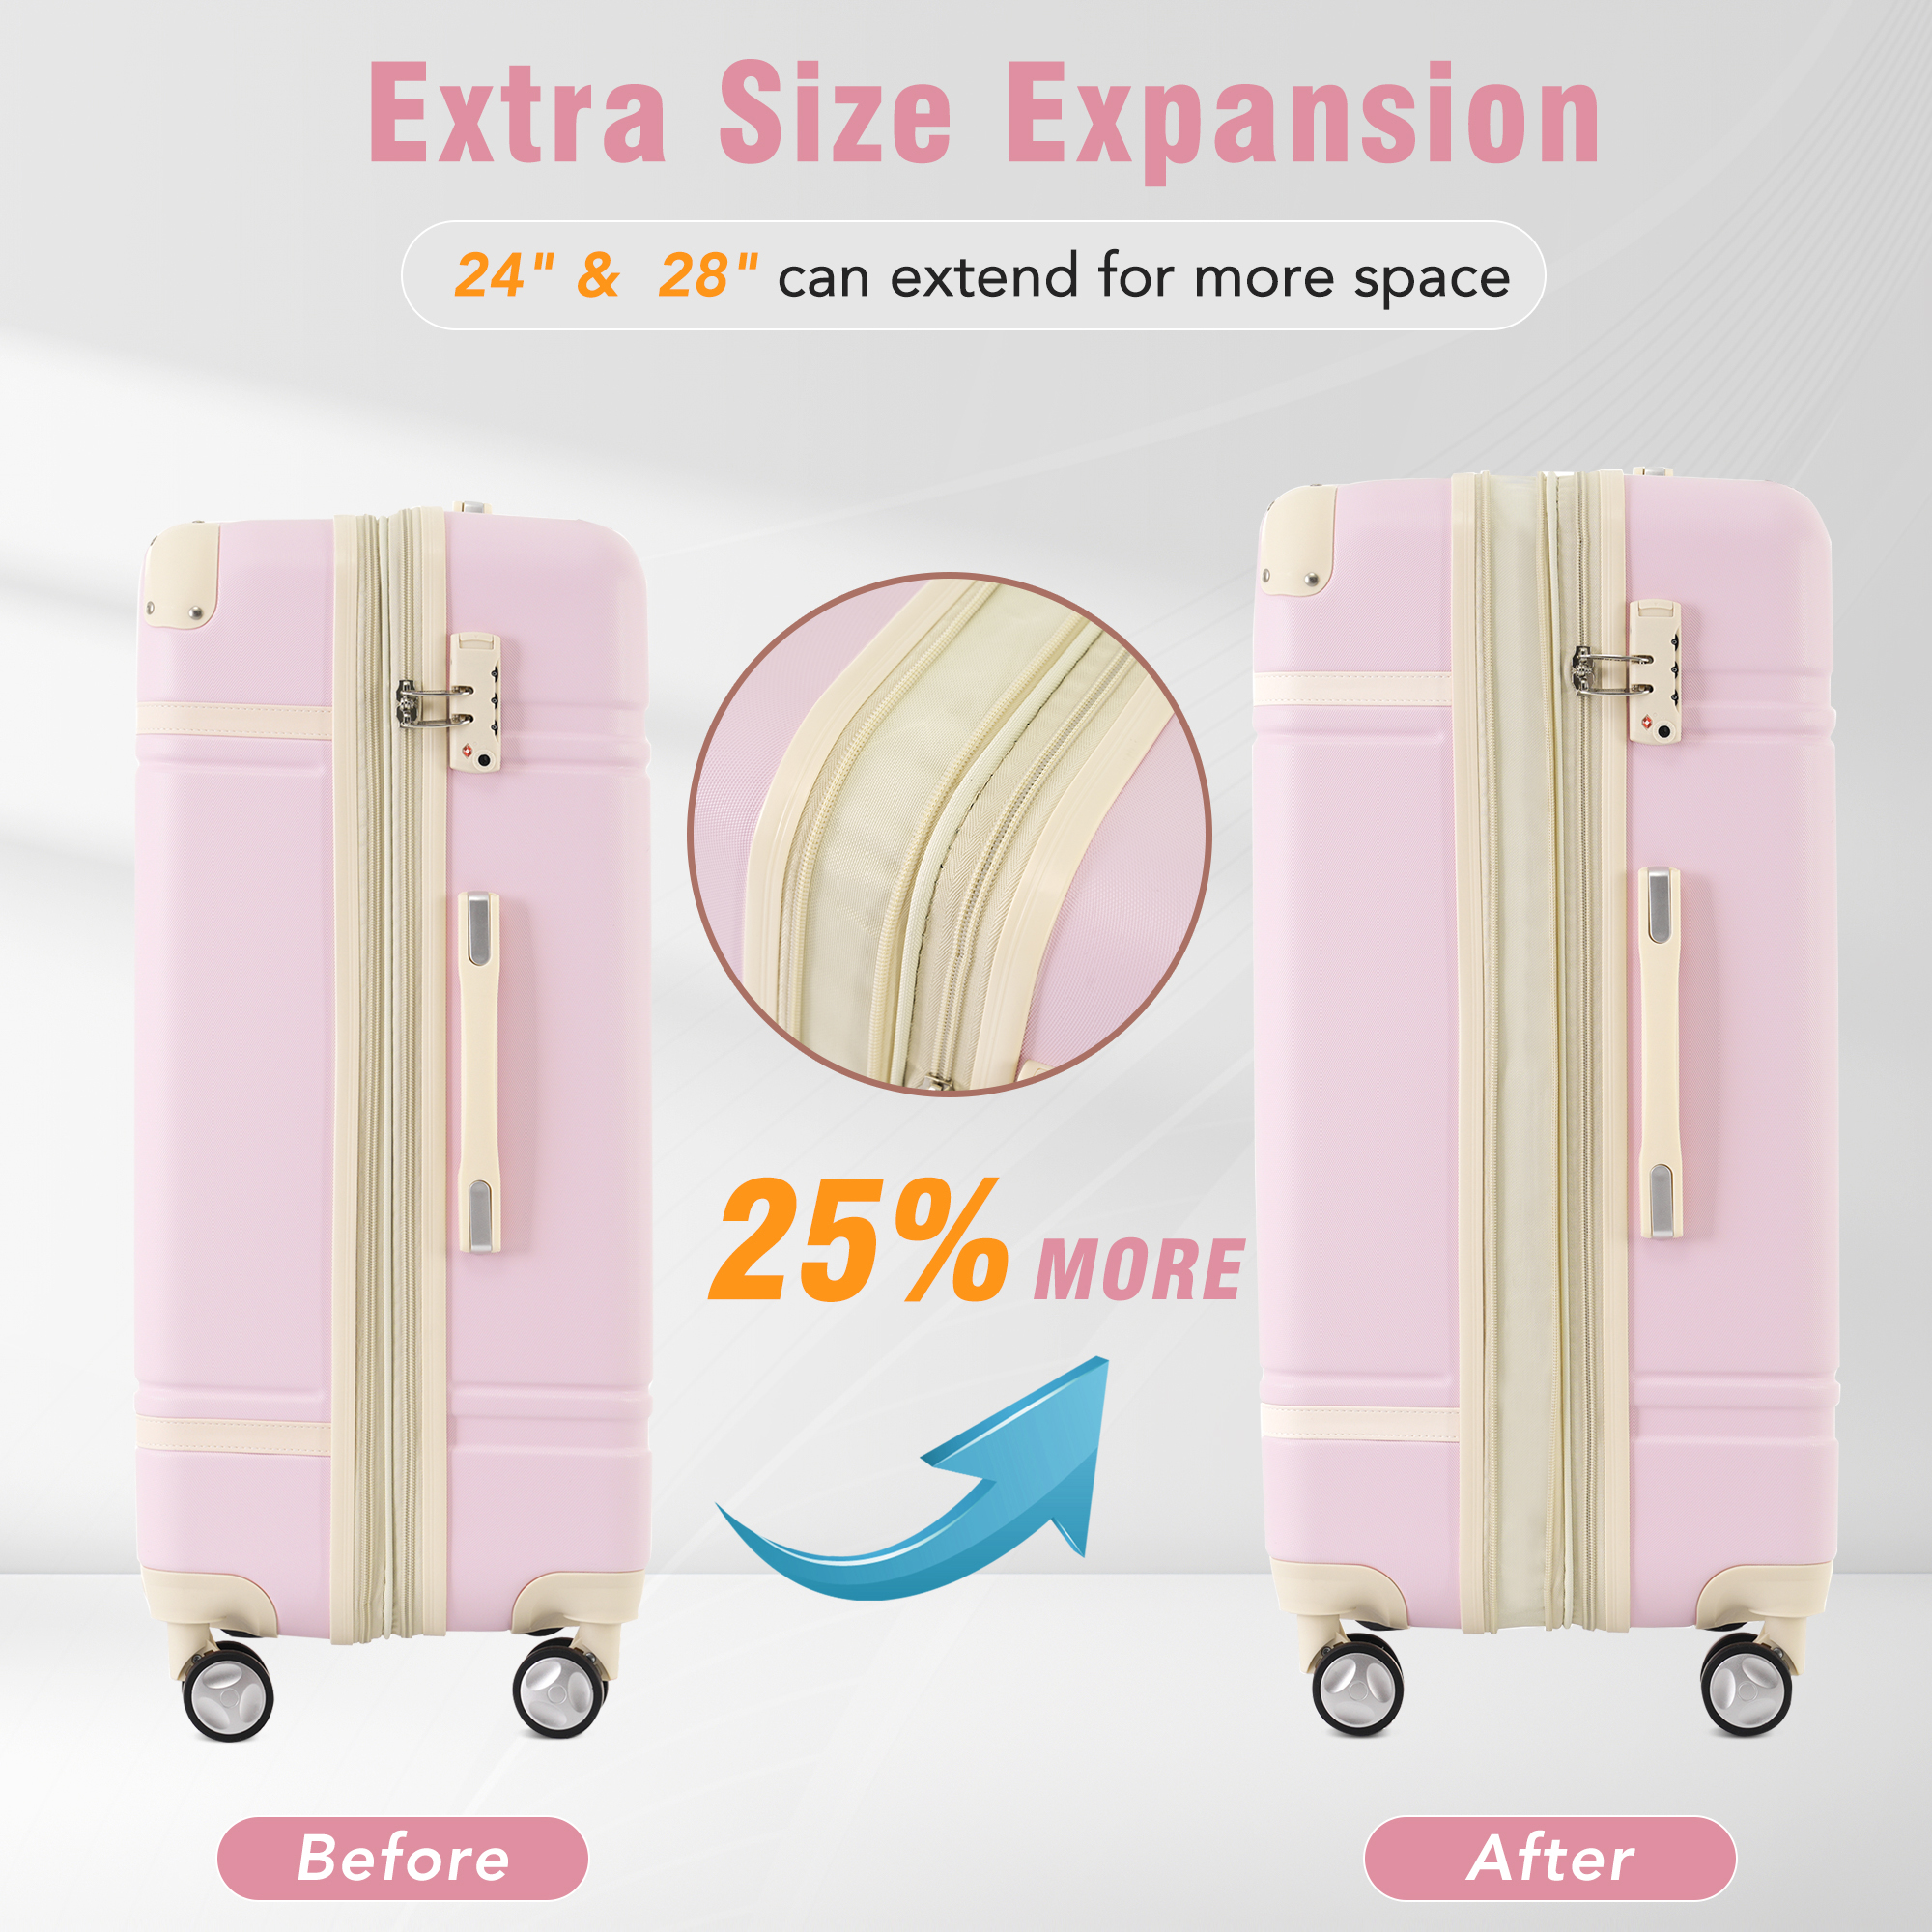 Extra Size Expansion
24" & 28" can extend for more space
25% MORE
Before
After